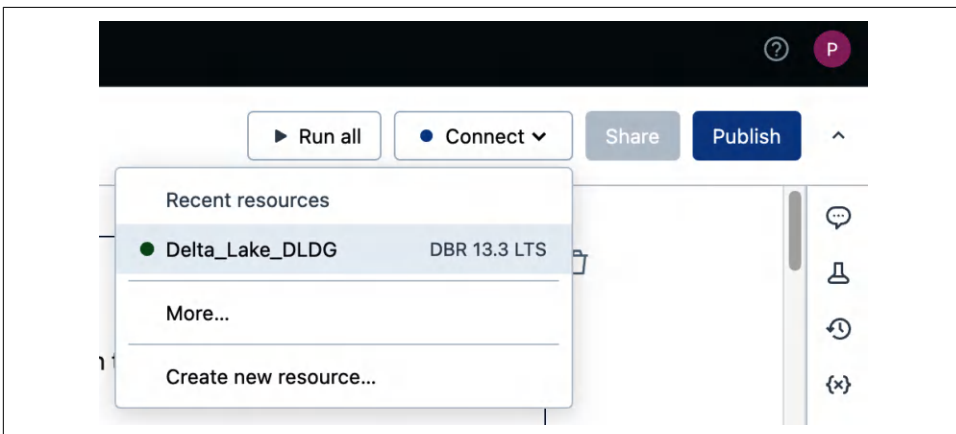 P
Run all
Connect
Share
Publish
Recent resources
Delta_Lake_DLDG DBR 13.3 LTS
More...
Create new resource...
{x}